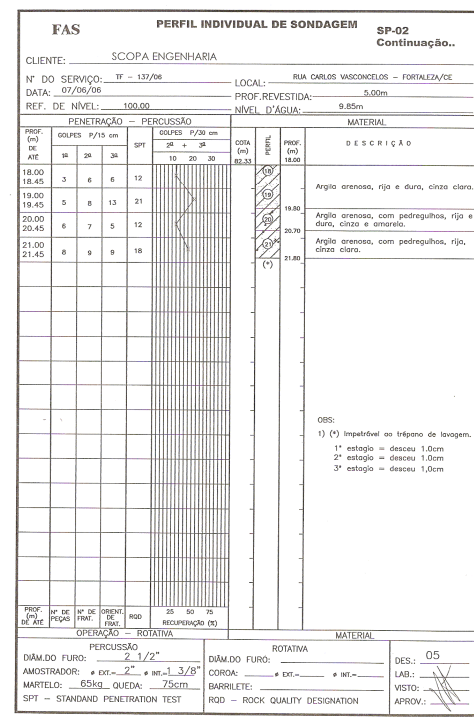 FAS
PERFIL INDIVIDUAL DE SONDAGEM
SP-02
Continuação..
CLIENTE: SCOPA ENGENHARIA
N° DO SERVIÇO: TF - 137/06
LOCAL: RUA CARLOS VASCONCELOS - FORTALEZA/CE
DATA: 07/06/06
PROF.REVESTIDA: 5.00m
REF. DE NÍVEL: 100.00
NÍVEL D'ÁGUA: 9.85m
PENETRAÇÃO - PERCUSSÃO
MATERIAL
PROF. (m) DE ATÉ
GOLPES P/15 cm
1ª 2ª 3ª
SPT
GOLPES P/30 cm
2ª + 3ª
10 20 30
COTA (m) 82.33
PERFIL
PROF. (m) 18.00
DESCRIÇÃO
18.00
18.45 3 6 6 12
18
Argila arenosa, rija e dura, cinza clara.
19.00
19.45 5 8 13 21
19
19.80
20.00
20.45 6 7 5 12
20
20.70
Argila arenosa, com pedregulhos, rija e
dura, cinza e amarela.
21.00
21.45 8 9 9 18
21
21.80
Argila arenosa, com pedregulhos, rija,
cinza clara.
(*)
OBS:
1) (*) Impetrável ao trépano de lavagem.
1° estagio = desceu 1.0cm
2° estagio = desceu 1.0cm
3ª estagio = desceu 1,0cm
PROF. (m) DE ATÉ
N° DE PEÇAS
N° DE FRAT.
ORIENT. DE FRAT.
RQD
25 50 75
RECUPERAÇÃO (%)
OPERAÇÃO - ROTATIVA
MATERIAL
PERCUSSÃO
DIÂM.DO FURO: 2 1/2"
AMOSTRADOR: ø EXT.= 2" ø INT.= 1 3/8"
MARTELO: 65kg QUEDA: 75cm
SPT - STANDAND PENETRATION TEST
ROTATIVA
DIÂM.DO FURO:
COROA: ø EXT.= ø INT.=
BARRILETE:
RQD - ROCK QUALITY DESIGNATION
DES.: 05
LAB.:
VISTO:
APROV.: